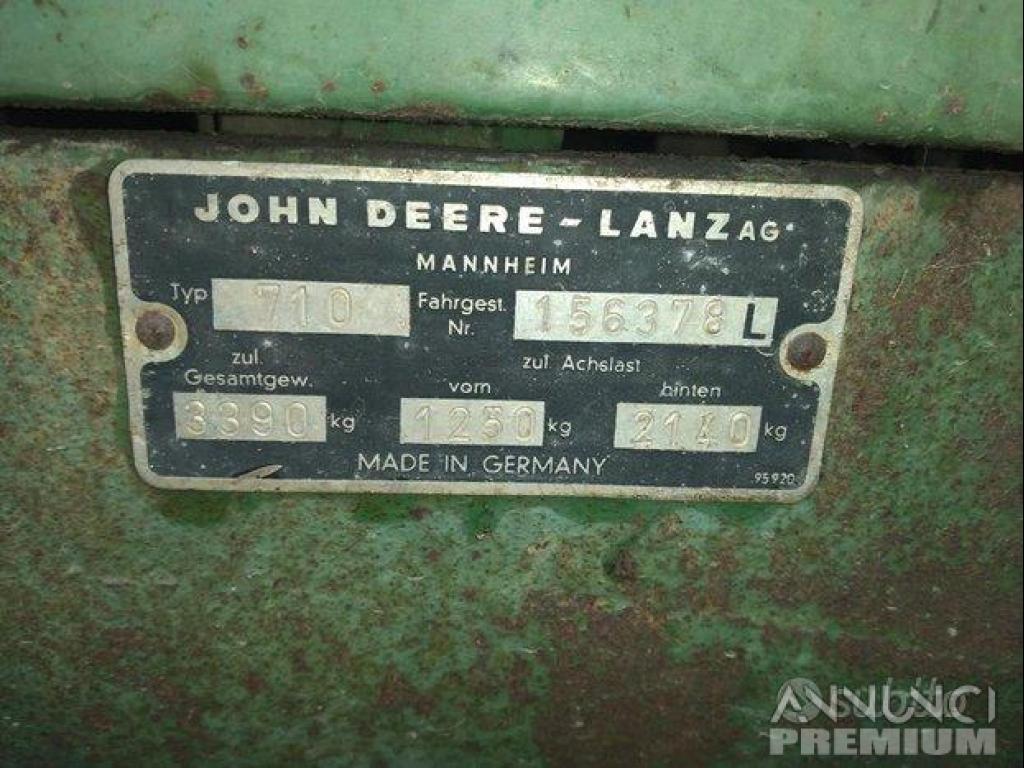 JOHN DEERE - LANZ AG
MANNHEIM
Typ 710 Fahrgest. Nr. 156378 L
zul. Gesamtgew. zul Achslast
vorn hinten
3390 kg 1250 kg 2140 kg
MADE IN GERMANY
95920
subito
ANNUNCI
PREMIUM